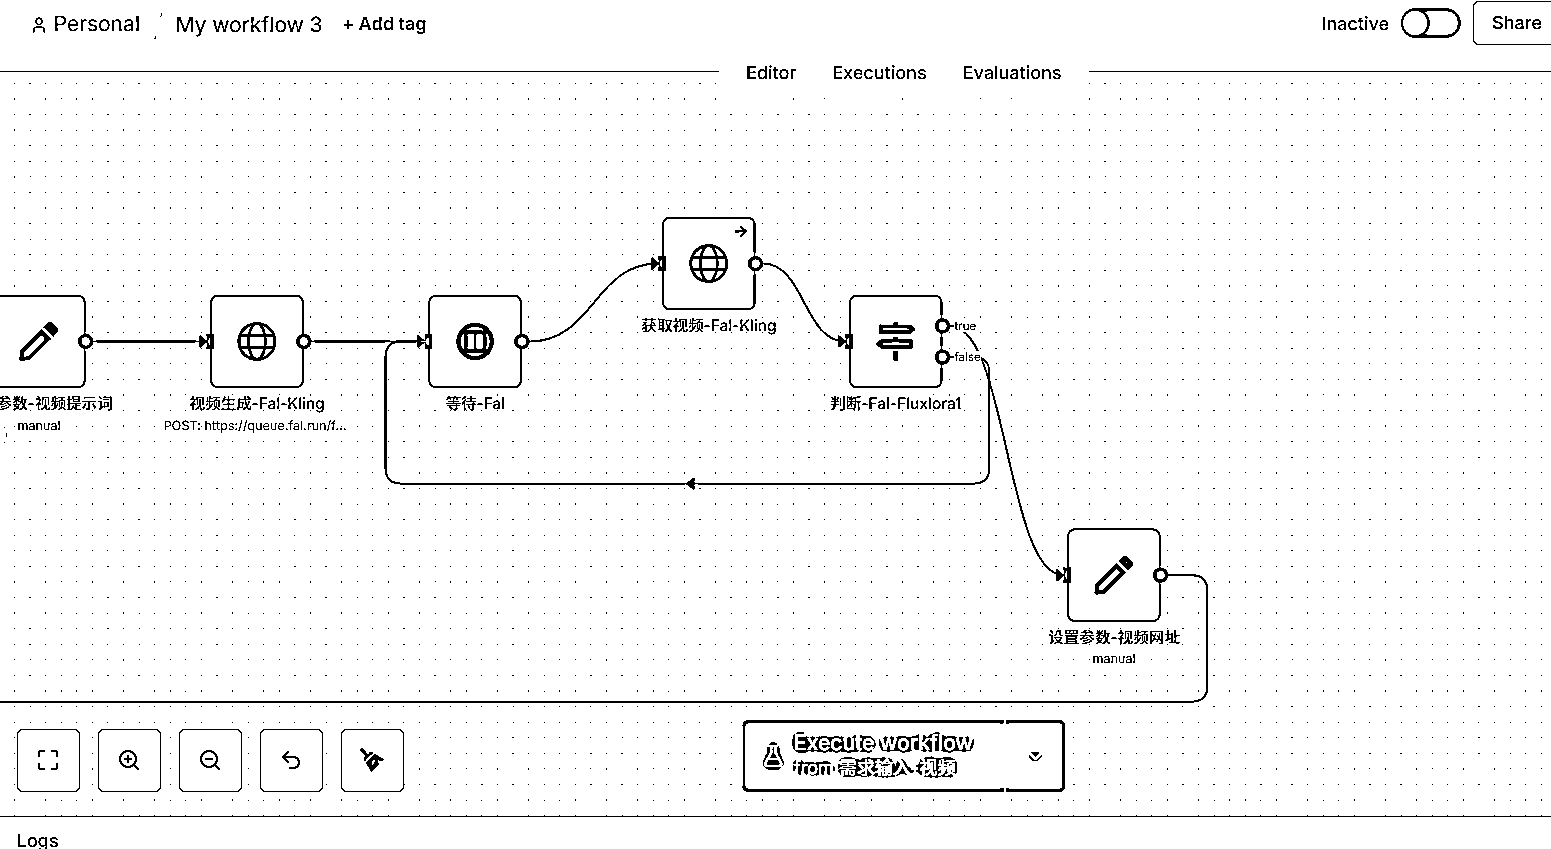 Personal
My workflow 3
+ Add tag
Inactive
Share
Editor
Executions
Evaluations
获取视频-Fal-Kling
true
false
参数-视频提示词
manual
视频生成-Fal-Kling
POST: https://queue.fal.run/f...
等待-Fal
判断-Fal-Fluxlora1
设置参数-视频网址
manual
Execute workflow
from 需求输入-视频
Logs